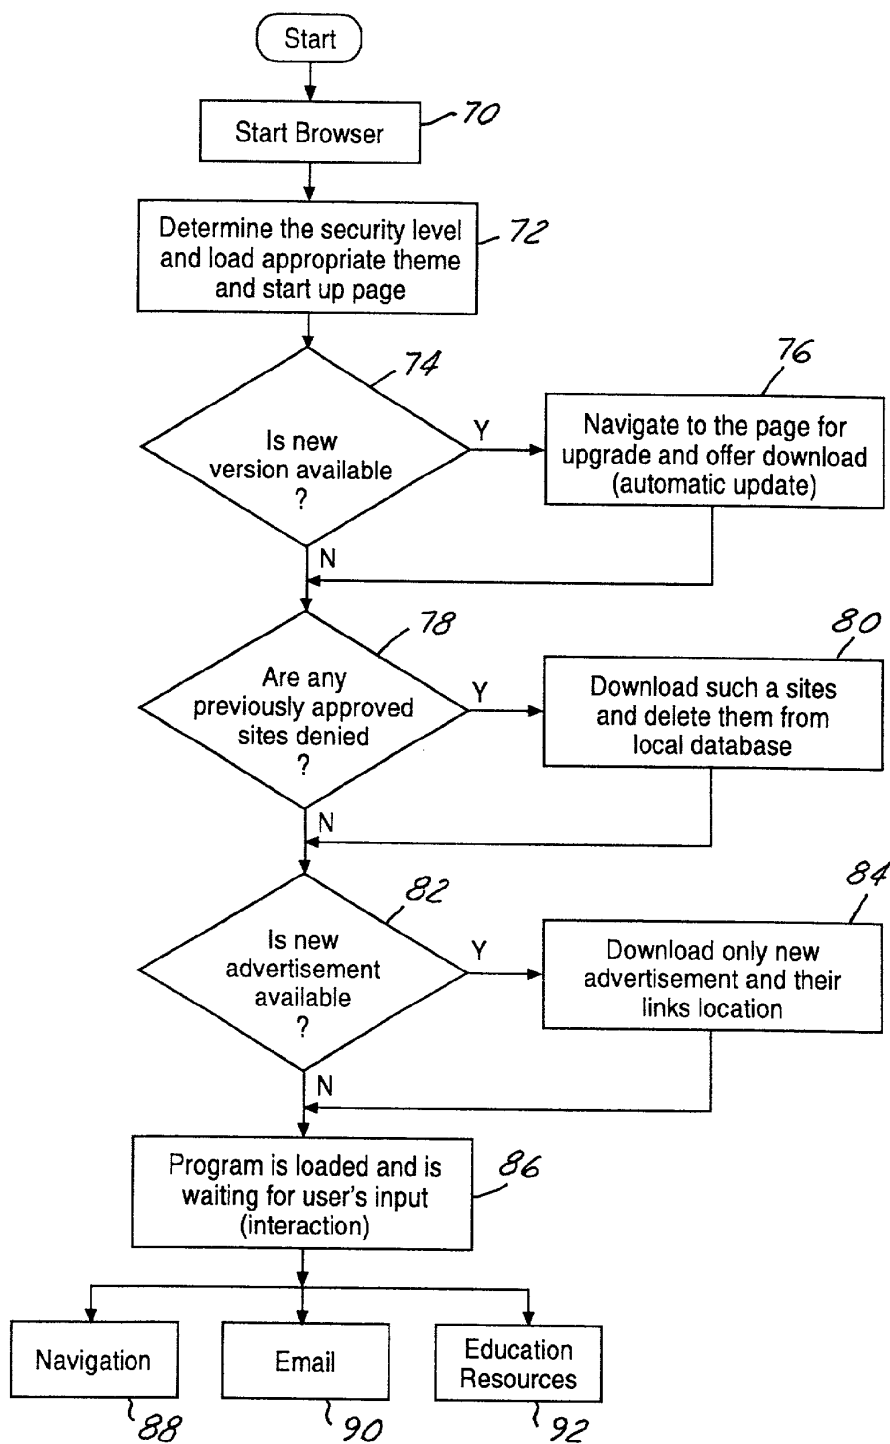 Start
70
Start Browser
Determine the security level
72
and load appropriate theme
and start up page
74
76
Is new
version available
?
Y
Navigate to the page for
upgrade and offer download
(automatic update)
N
78
80
Are any
previously approved
sites denied
?
Y
Download such a sites
and delete them from
local database
N
82
84
Is new
advertisement
available
?
Y
Download only new
advertisement and their
links location
N
86
Program is loaded and is
waiting for user's input
(interaction)
Navigation
Email
Education
Resources
88
90
92